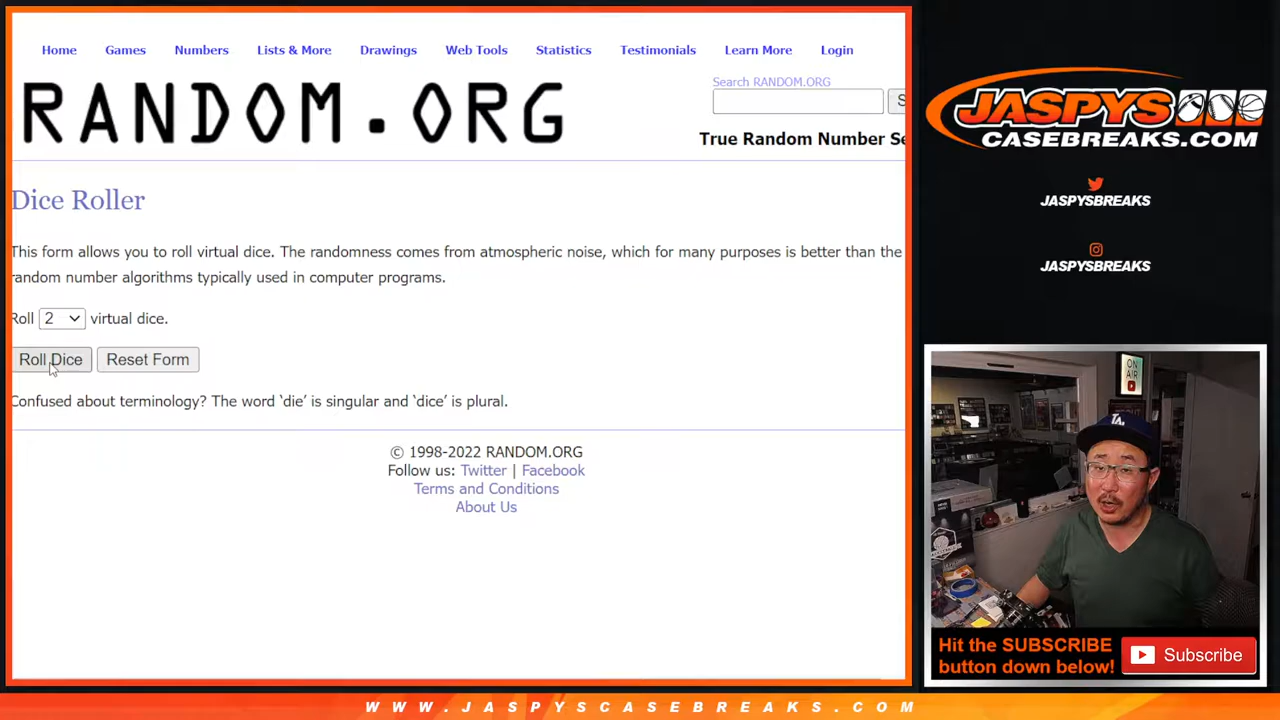 Home Games Numbers Lists & More Drawings Web Tools Statistics Testimonials Learn More Login
Search RANDOM.ORG
RANDOM.ORG
S
True Random Number Se
Dice Roller
This form allows you to roll virtual dice. The randomness comes from atmospheric noise, which for many purposes is better than the
random number algorithms typically used in computer programs.
Roll 2 virtual dice.
Roll Dice Reset Form
Confused about terminology? The word ‘die’ is singular and ‘dice’ is plural.
© 1998-2022 RANDOM.ORG
Follow us: Twitter | Facebook
Terms and Conditions
About Us
JASPYS
CASEBREAKS.COM
JASPYSBREAKS
JASPYSBREAKS
ON
AIR
LA
Hit the SUBSCRIBE
button down below!
Subscribe
WWW.JASPYSCASEBREAKS.COM